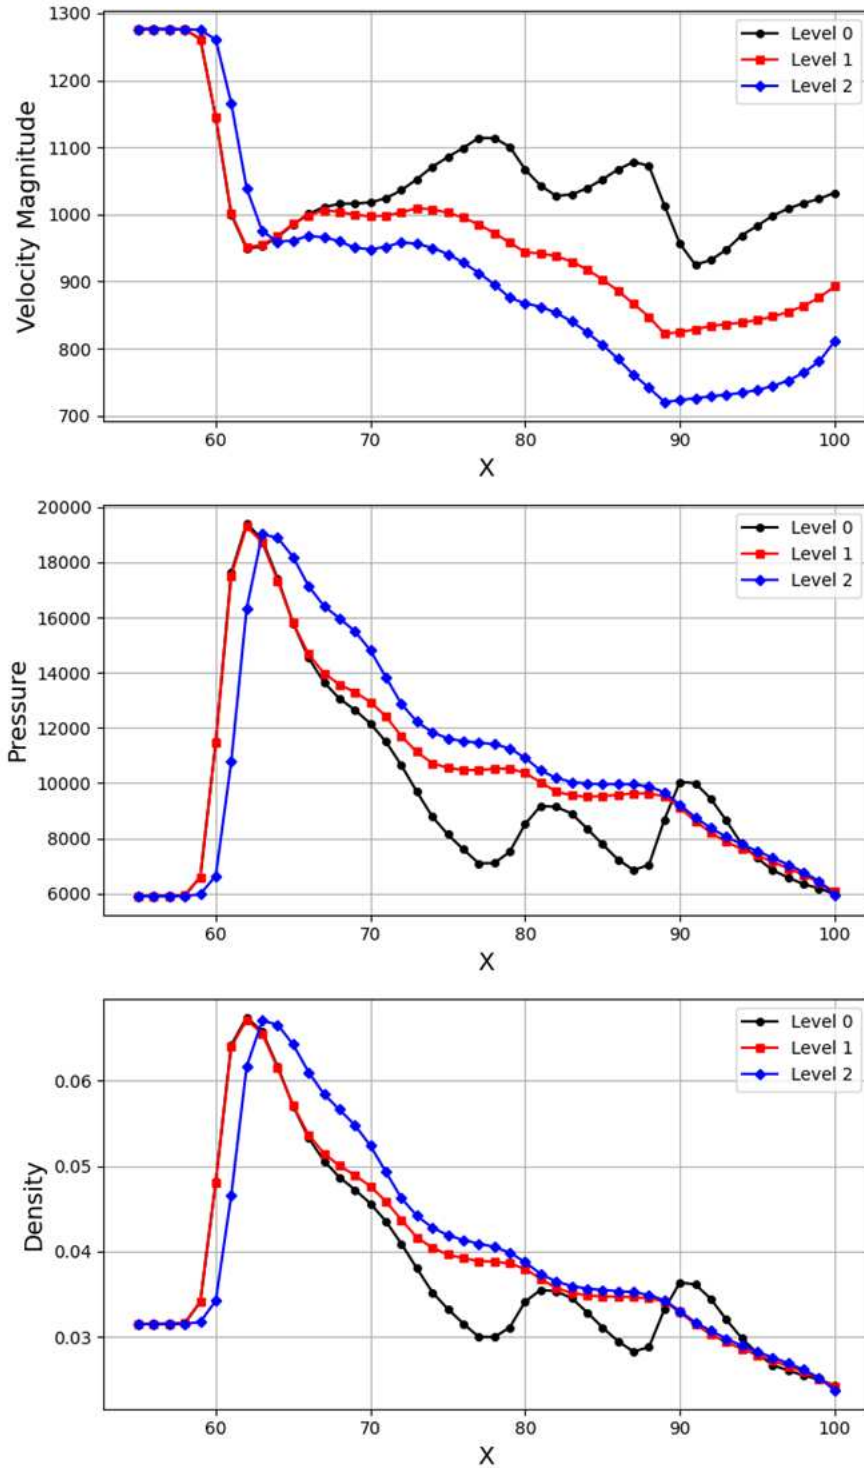 1300
1200
1100
1000
900
800
700
Velocity Magnitude
Level 0
Level 1
Level 2
60
70
80
90
100
X
20000
18000
16000
14000
12000
10000
8000
6000
Pressure
Level 0
Level 1
Level 2
60
70
80
90
100
X
0.06
0.05
0.04
0.03
Density
Level 0
Level 1
Level 2
60
70
80
90
100
X